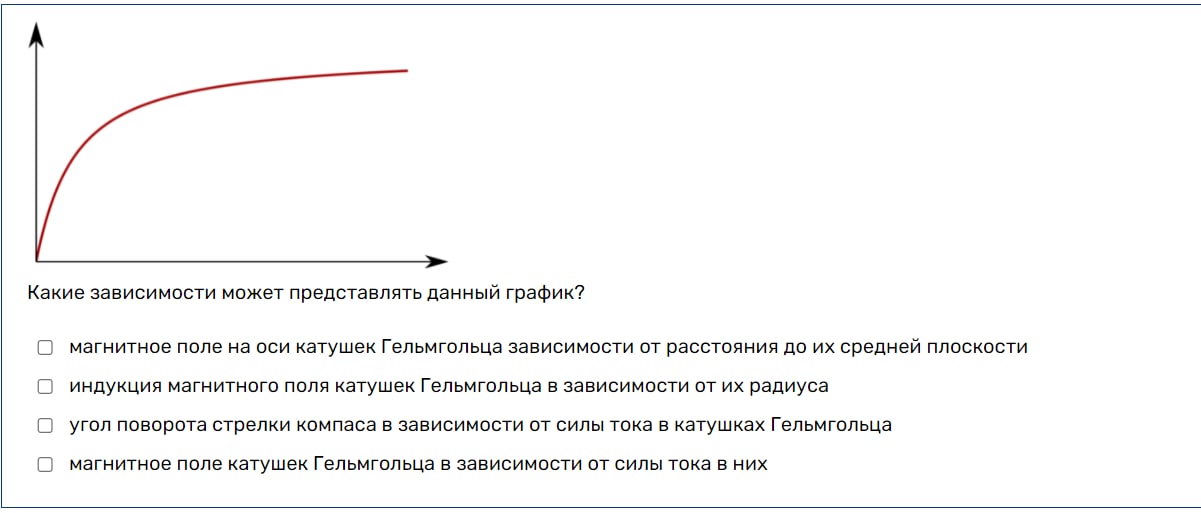 Какие зависимости может представлять данный график?
магнитное поле на оси катушек Гельмгольца зависимости от расстояния до их средней плоскости
индукция магнитного поля катушек Гельмгольца в зависимости от их радиуса
угол поворота стрелки компаса в зависимости от силы тока в катушках Гельмгольца
магнитное поле катушек Гельмгольца в зависимости от силы тока в них